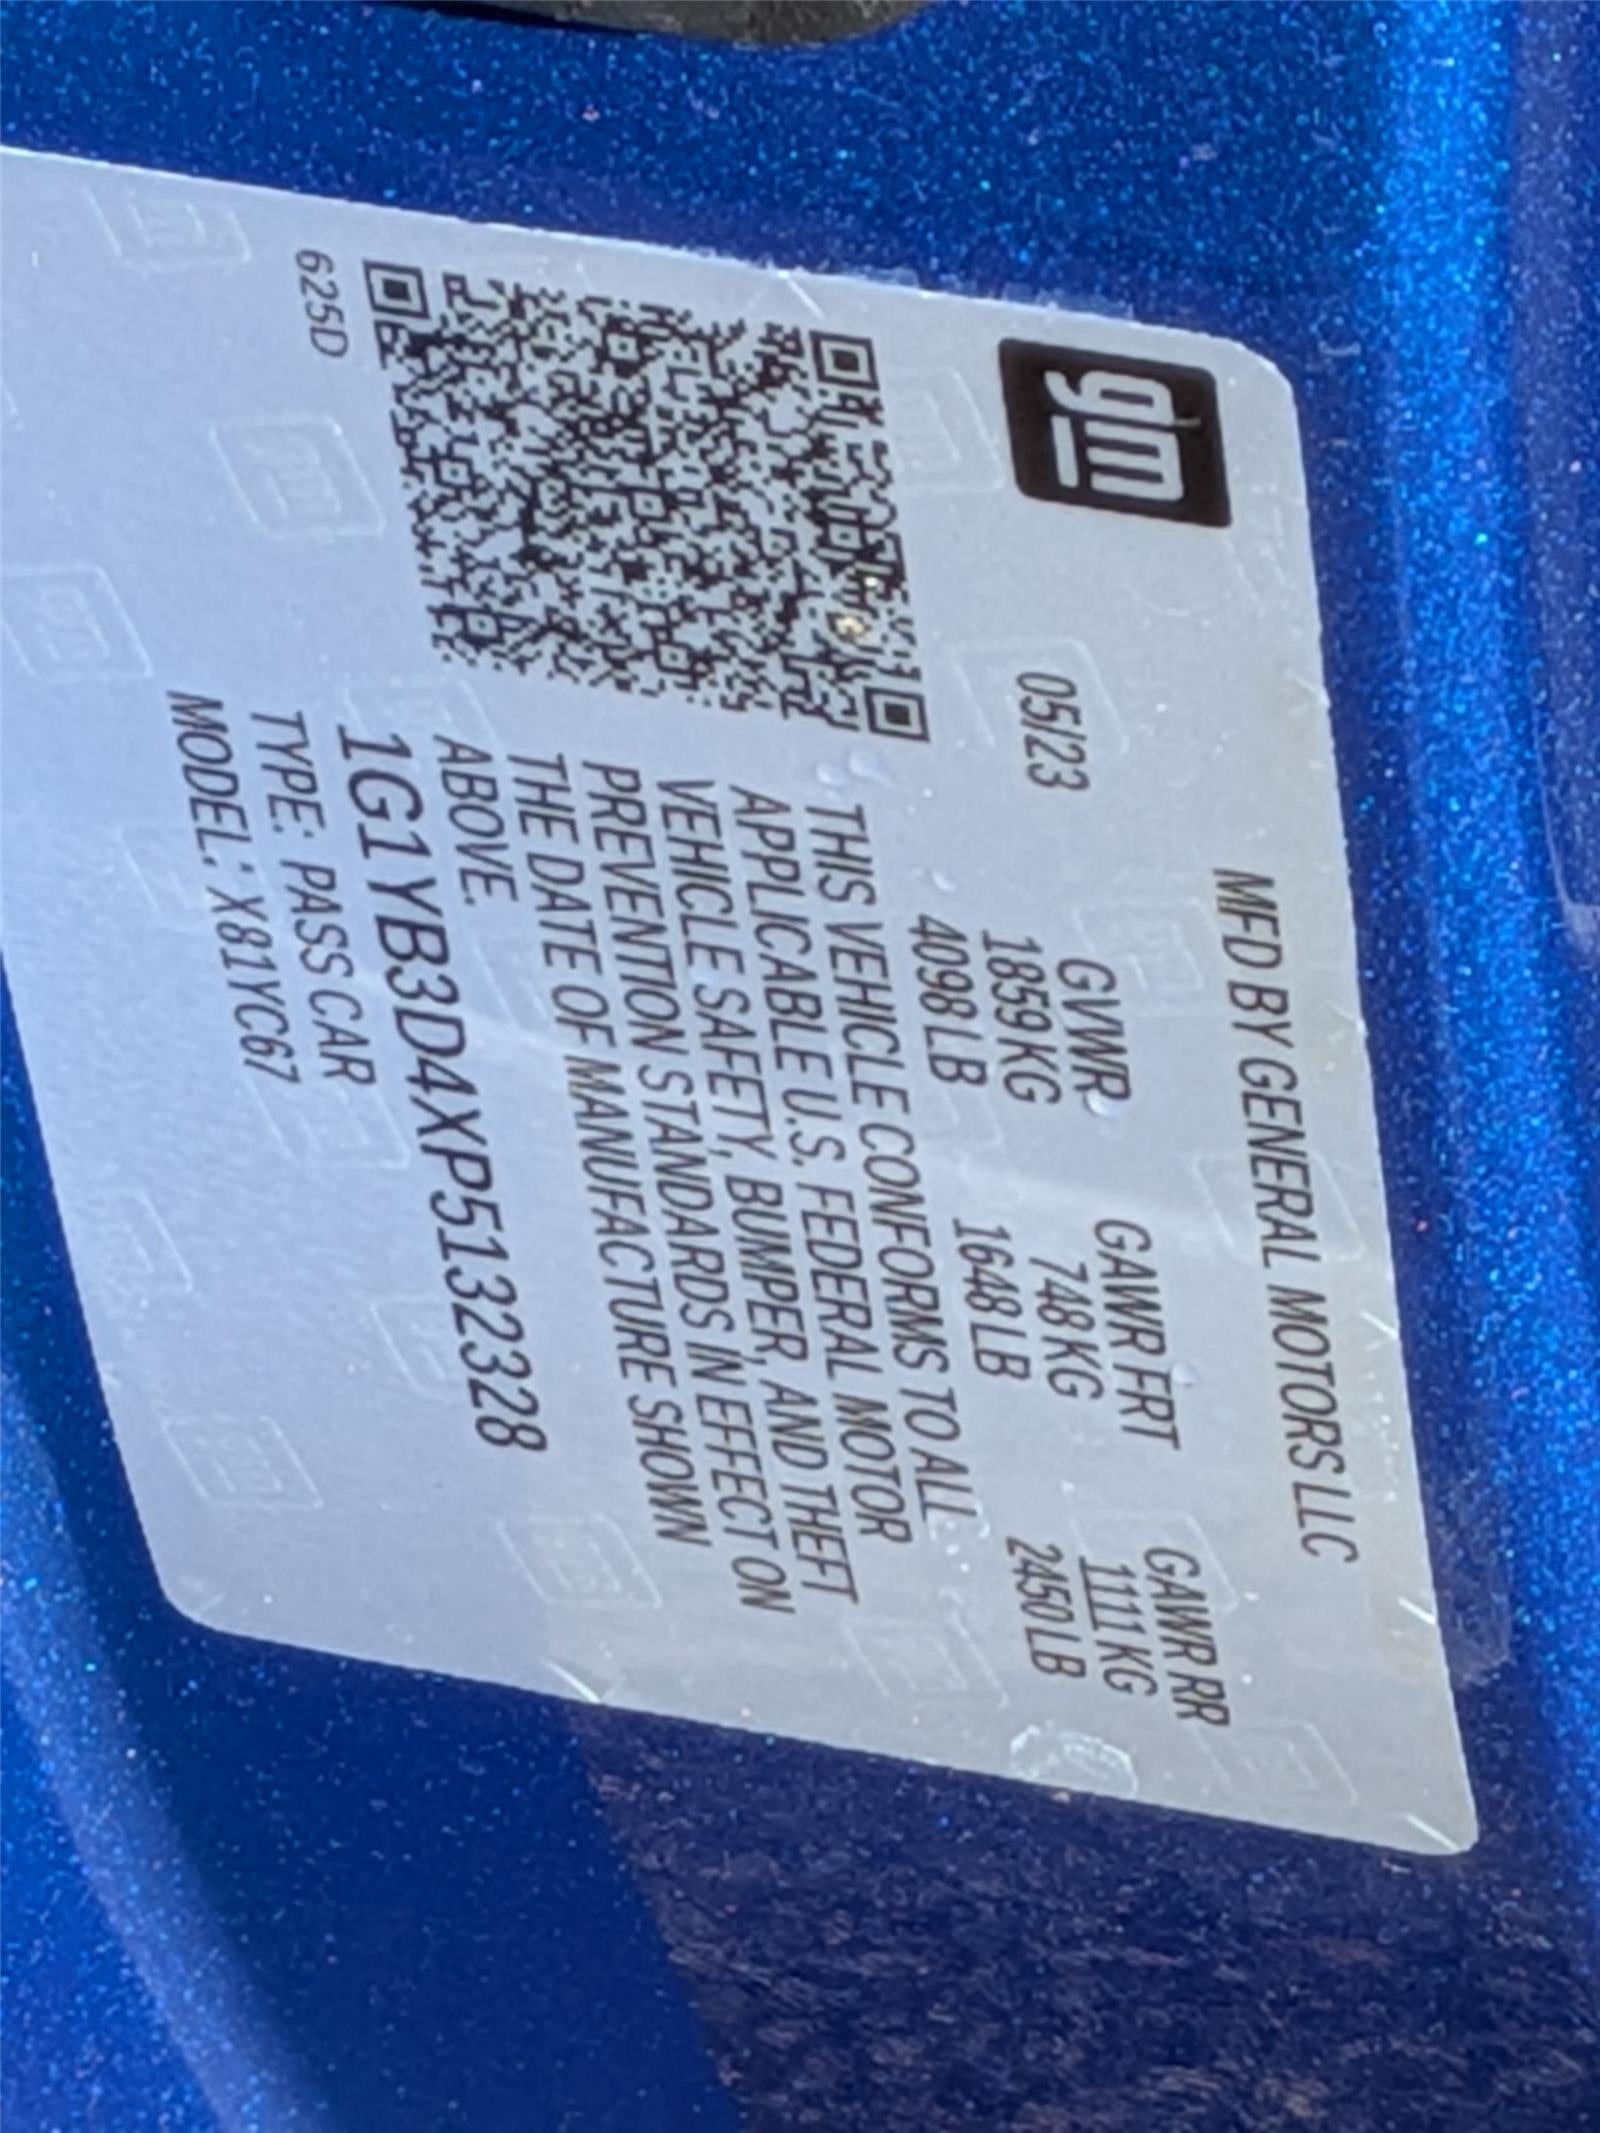 gm
MFD BY GENERAL MOTORS LLC
05/23
GVWR GAWR FRT GAWR RR
1859 KG 748 KG 1111 KG
4098 LB 1648 LB 2450 LB
THIS VEHICLE CONFORMS TO ALL
APPLICABLE U.S. FEDERAL MOTOR
VEHICLE SAFETY, BUMPER, AND THEFT
PREVENTION STANDARDS IN EFFECT ON
THE DATE OF MANUFACTURE SHOWN
ABOVE.
1G1YB3D4XP5132328
TYPE: PASS CAR
MODEL: X81YC67
625D